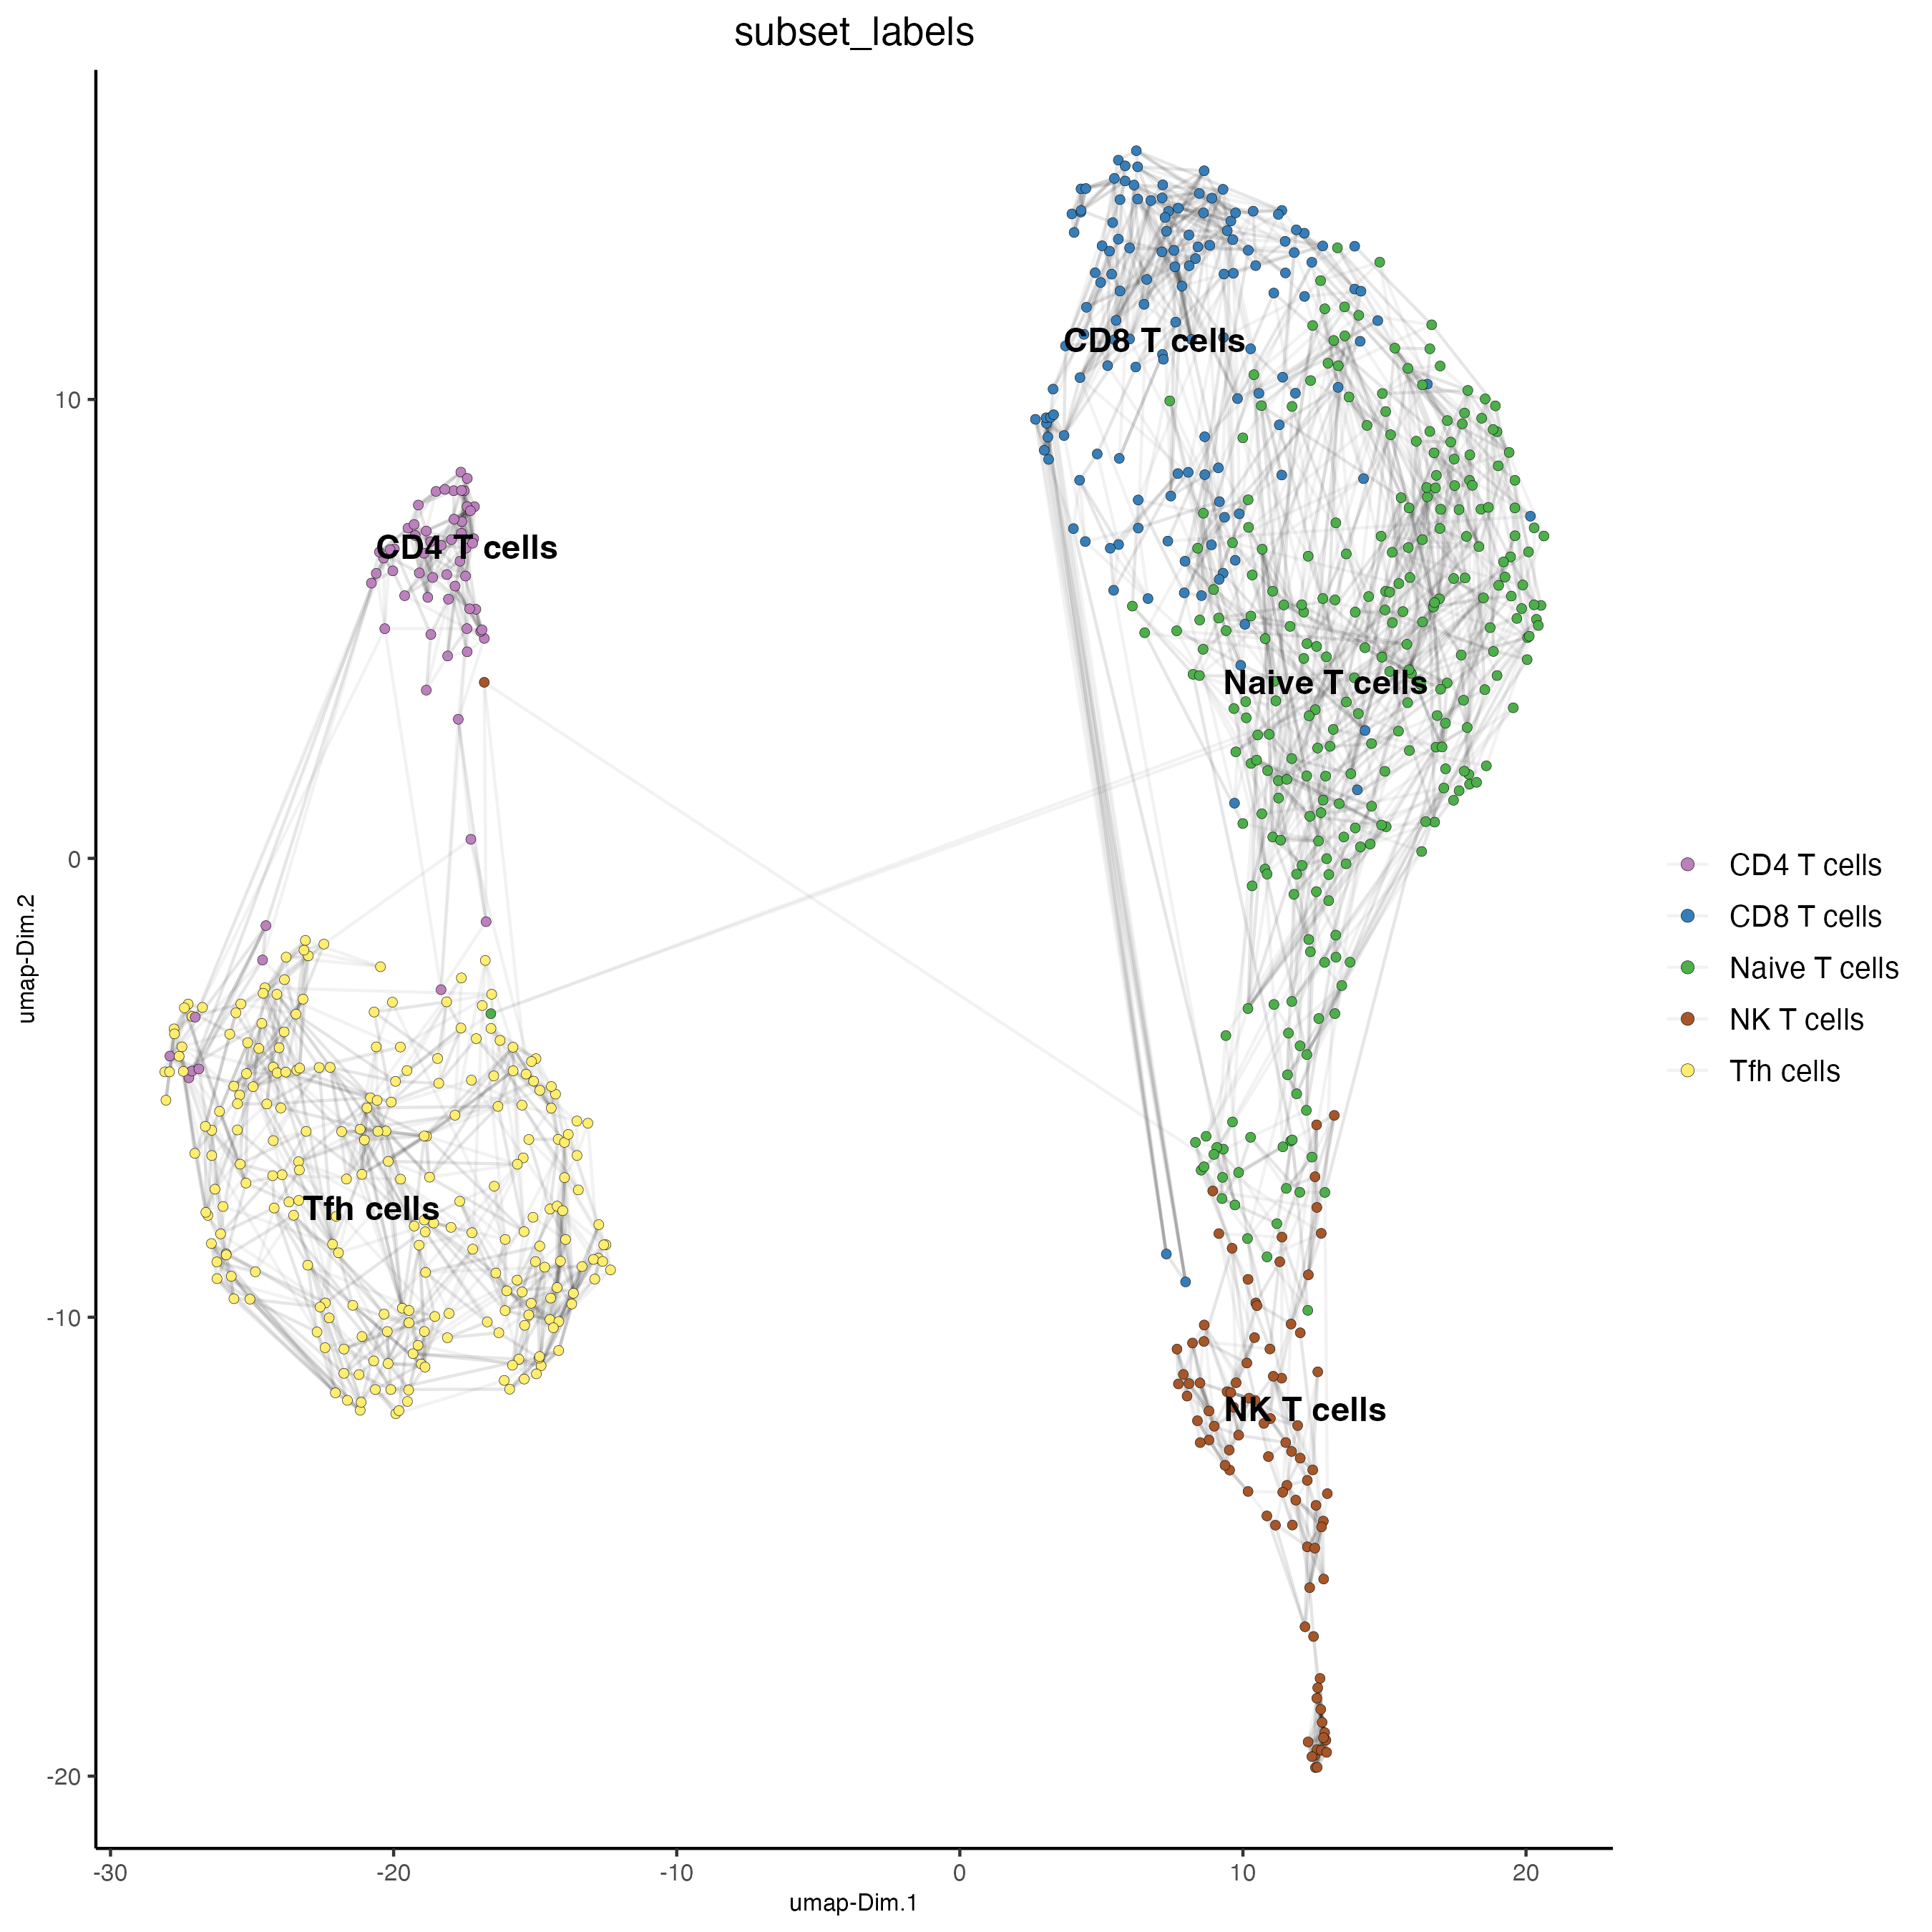 subset_labels
CD8 T cells
CD4 T cells
Naive T cells
Tfh cells
NK T cells
10
0
-10
-20
umap-Dim.2
-30
-20
-10
0
10
20
umap-Dim.1
CD4 T cells
CD8 T cells
Naive T cells
NK T cells
Tfh cells